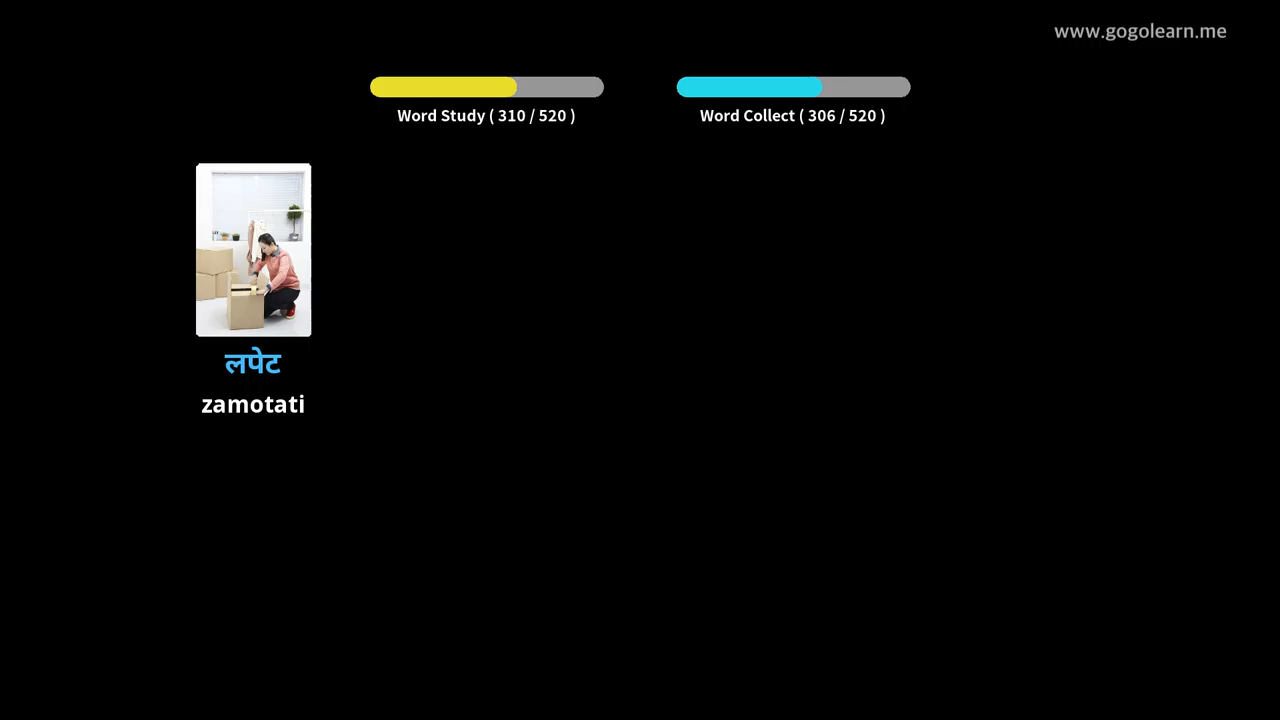 www.gogolearn.me
Word Study ( 310 / 520 )
Word Collect ( 306 / 520 )
लपेट
zamotati